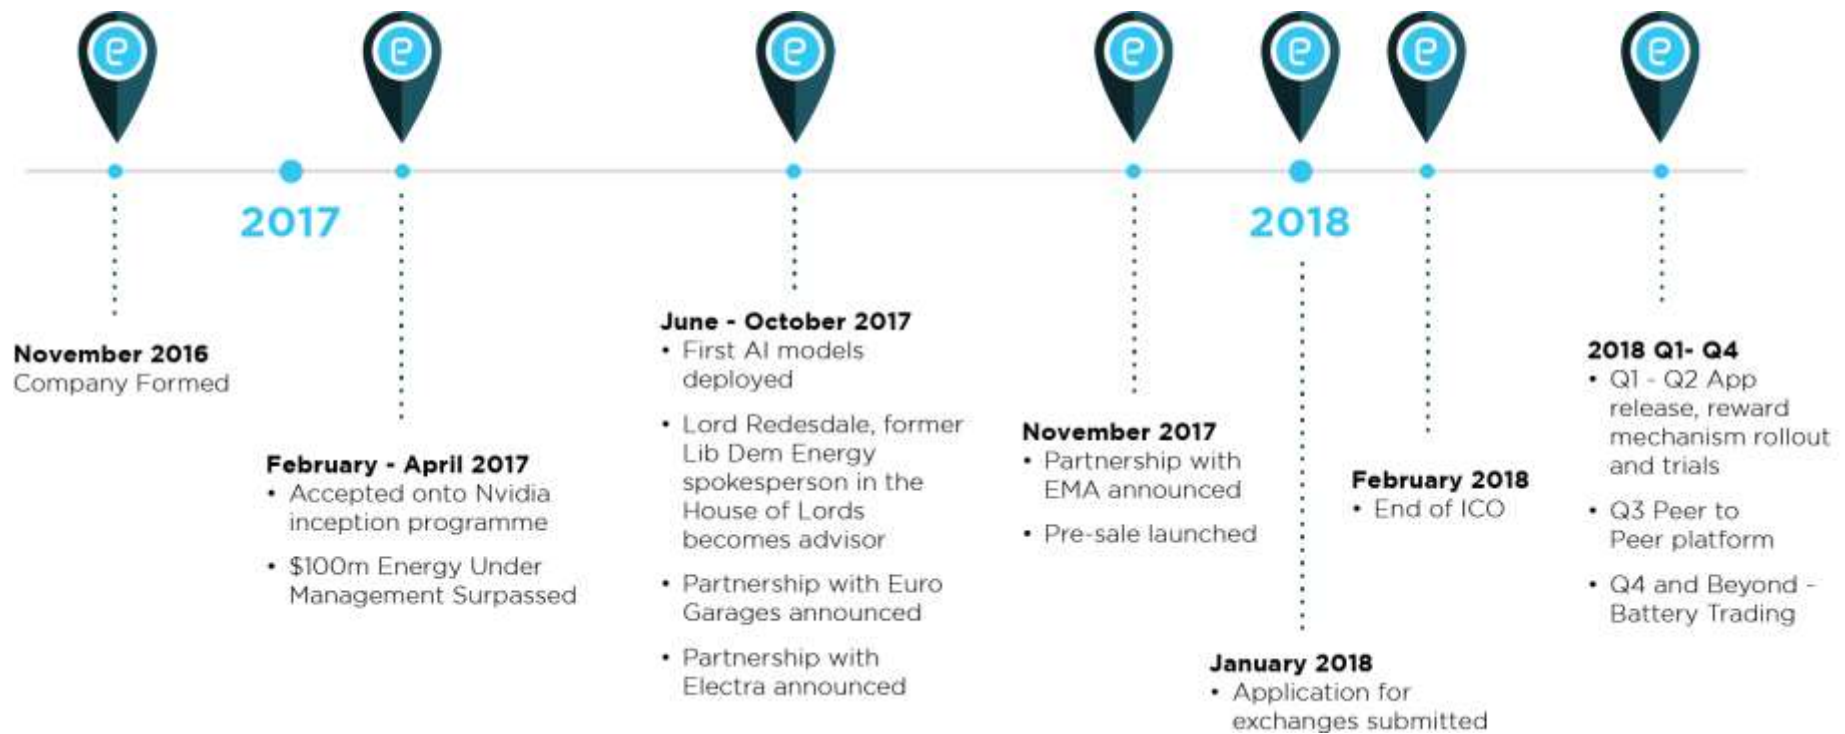 2017
2018
November 2016
Company Formed
February - April 2017
• Accepted onto Nvidia
inception programme
• $100m Energy Under
Management Surpassed
June - October 2017
• First AI models
deployed
• Lord Redesdale, former
Lib Dem Energy
spokesperson in the
House of Lords
becomes advisor
• Partnership with Euro
Garages announced
• Partnership with
Electra announced
November 2017
• Partnership with
EMA announced
• Pre-sale launched
January 2018
• Application for
exchanges submitted
February 2018
• End of ICO
2018 Q1- Q4
• Q1 - Q2 App
release, reward
mechanism rollout
and trials
• Q3 Peer to
Peer platform
• Q4 and Beyond -
Battery Trading